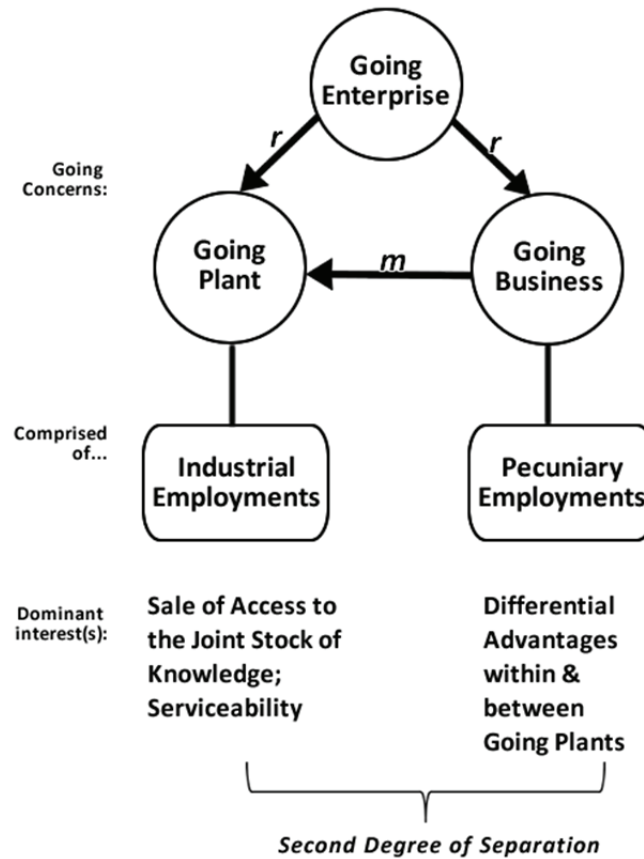 Going
Enterprise
r
r
Going
Concerns:
Going
Plant
m
Going
Business
Comprised
of...
Industrial
Employments
Pecuniary
Employments
Dominant
interest(s):
Sale of Access to
the Joint Stock of
Knowledge;
Serviceability
Differential
Advantages
within &
between
Going Plants
Second Degree of Separation